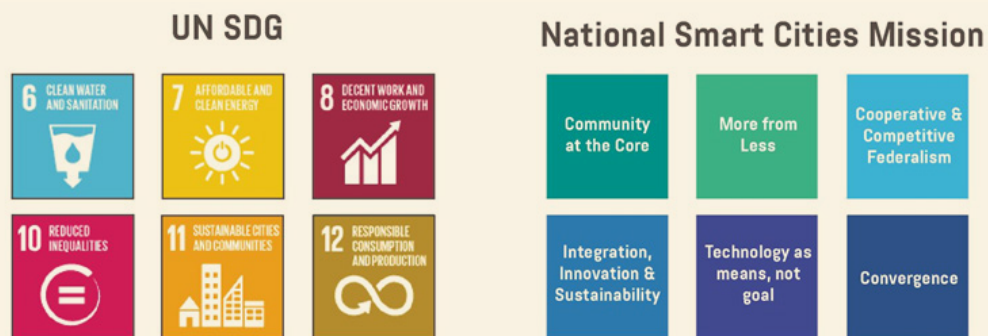 UN SDG
6 CLEAN WATER
AND SANITATION
7 AFFORDABLE AND
CLEAN ENERGY
8 DECENT WORK AND
ECONOMIC GROWTH
10 REDUCED
INEQUALITIES
11 SUSTAINABLE CITIES
AND COMMUNITIES
12 RESPONSIBLE
CONSUMPTION
AND PRODUCTION
National Smart Cities Mission
Community
at the Core
More from
Less
Cooperative &
Competitive
Federalism
Integration,
Innovation &
Sustainability
Technology as
means, not
goal
Convergence